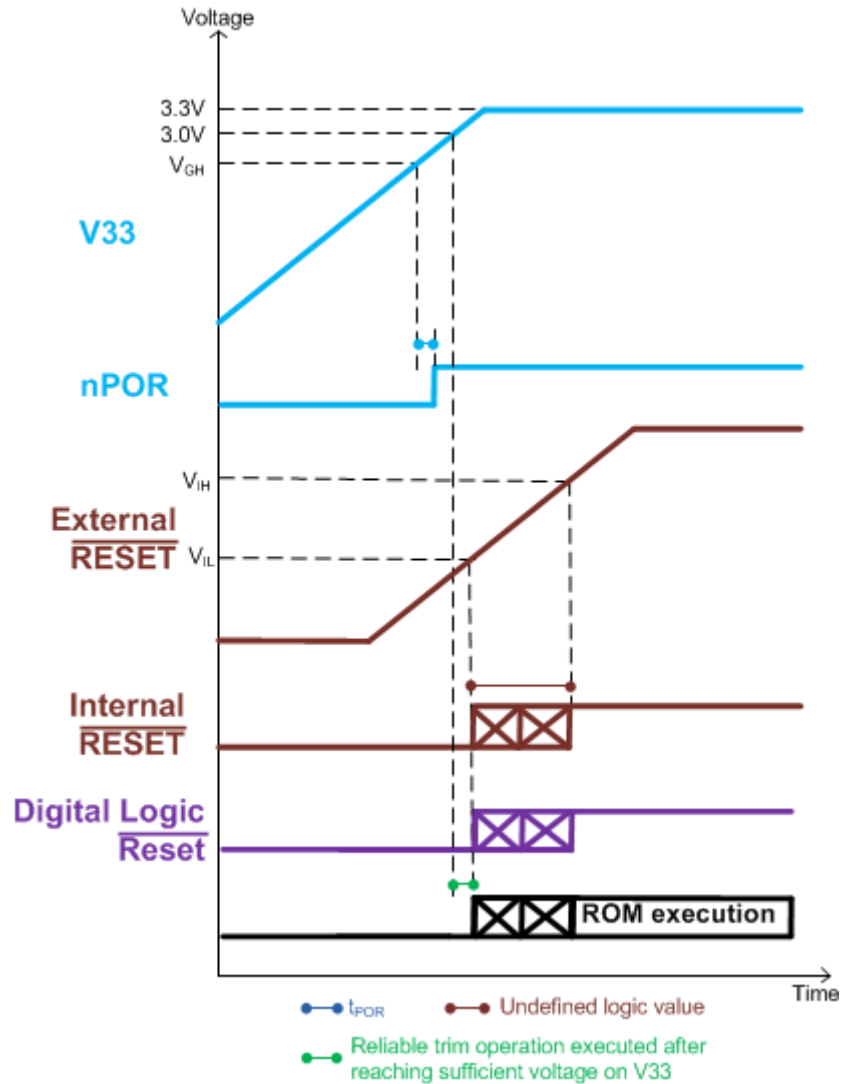 Voltage
3.3V
3.0V
VGH
V33
nPOR
VIH
External
RESET
VIL
Internal
RESET
Digital Logic
Reset
ROM execution
Time
tPOR
Undefined logic value
Reliable trim operation executed after
reaching sufficient voltage on V33